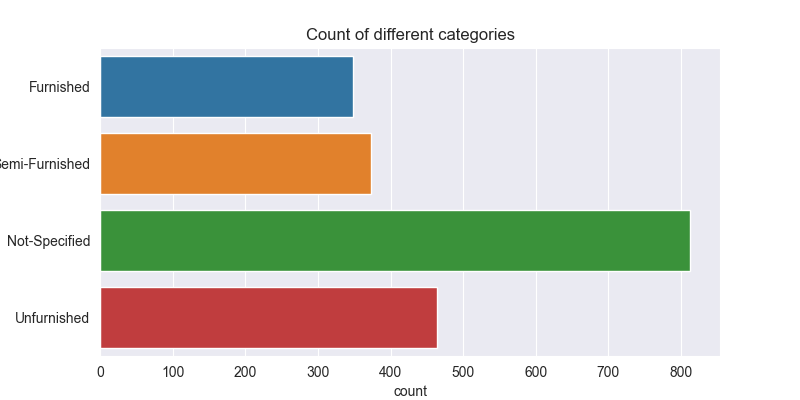 Count of different categories
Furnished
Semi-Furnished
Not-Specified
Unfurnished
0 100 200 300 400 500 600 700 800
count